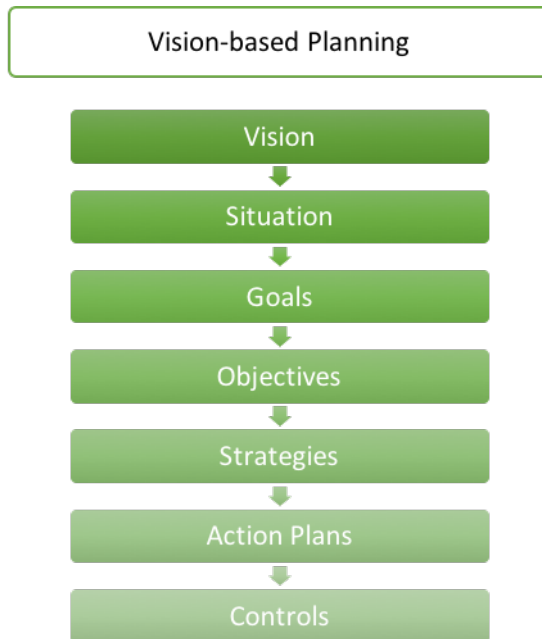 Vision-based Planning
Vision
Situation
Goals
Objectives
Strategies
Action Plans
Controls